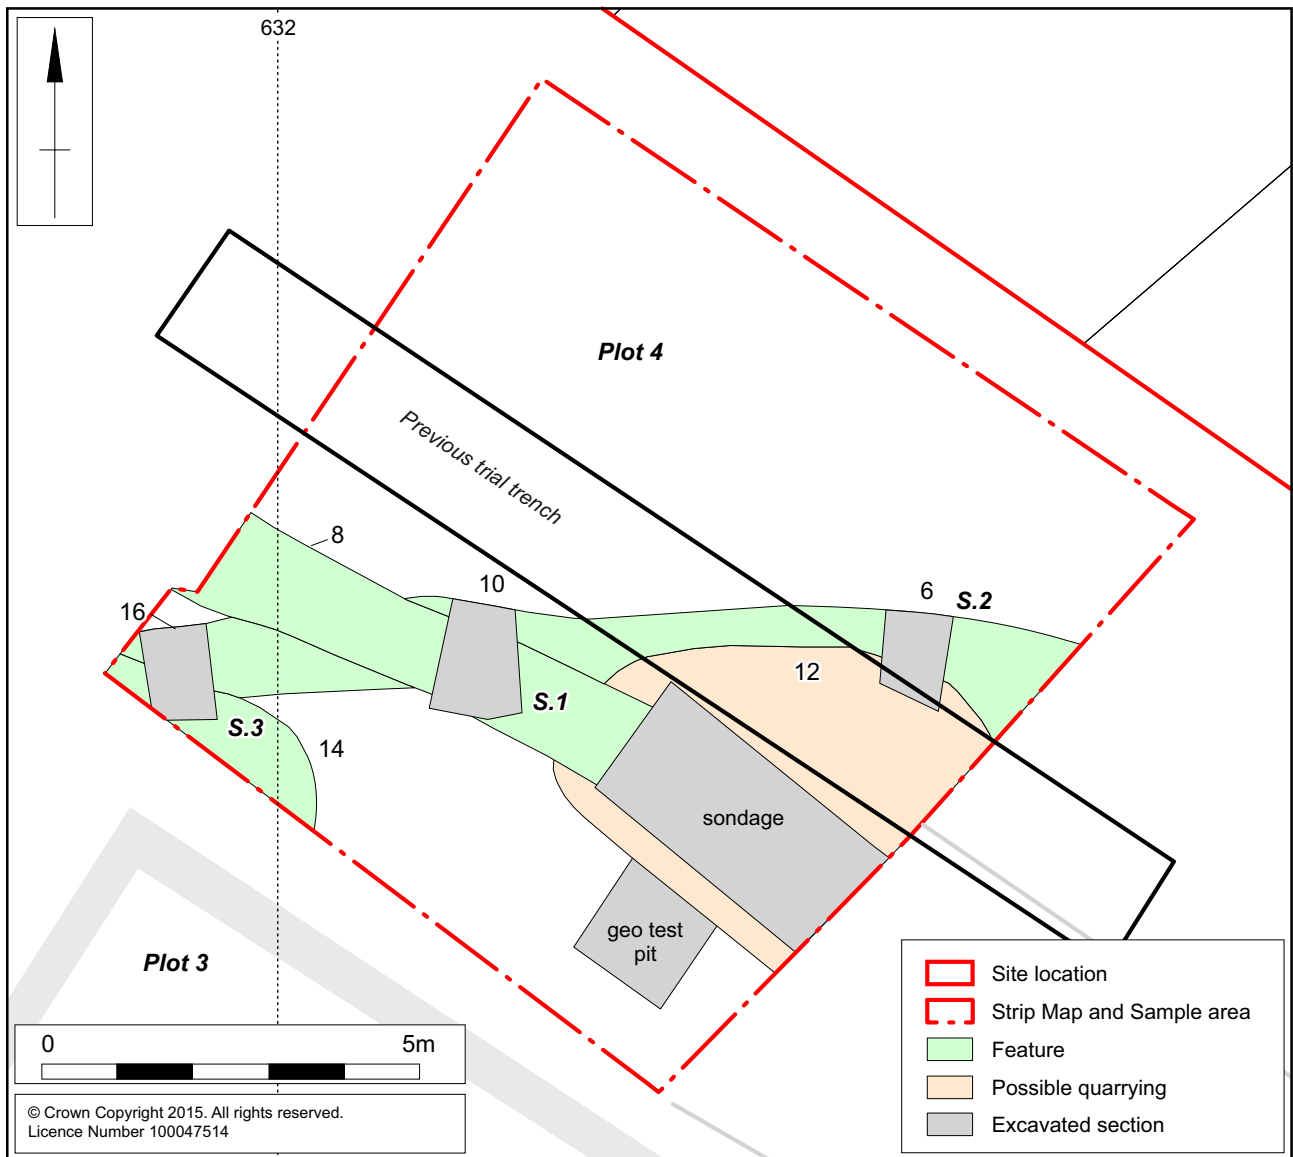 632
Plot 4
Previous trial trench
8
10
6
S.2
16
12
S.1
S.3
14
sondage
geo test
pit
Plot 3
0 5m
© Crown Copyright 2015. All rights reserved.
Licence Number 100047514
Site location
Strip Map and Sample area
Feature
Possible quarrying
Excavated section